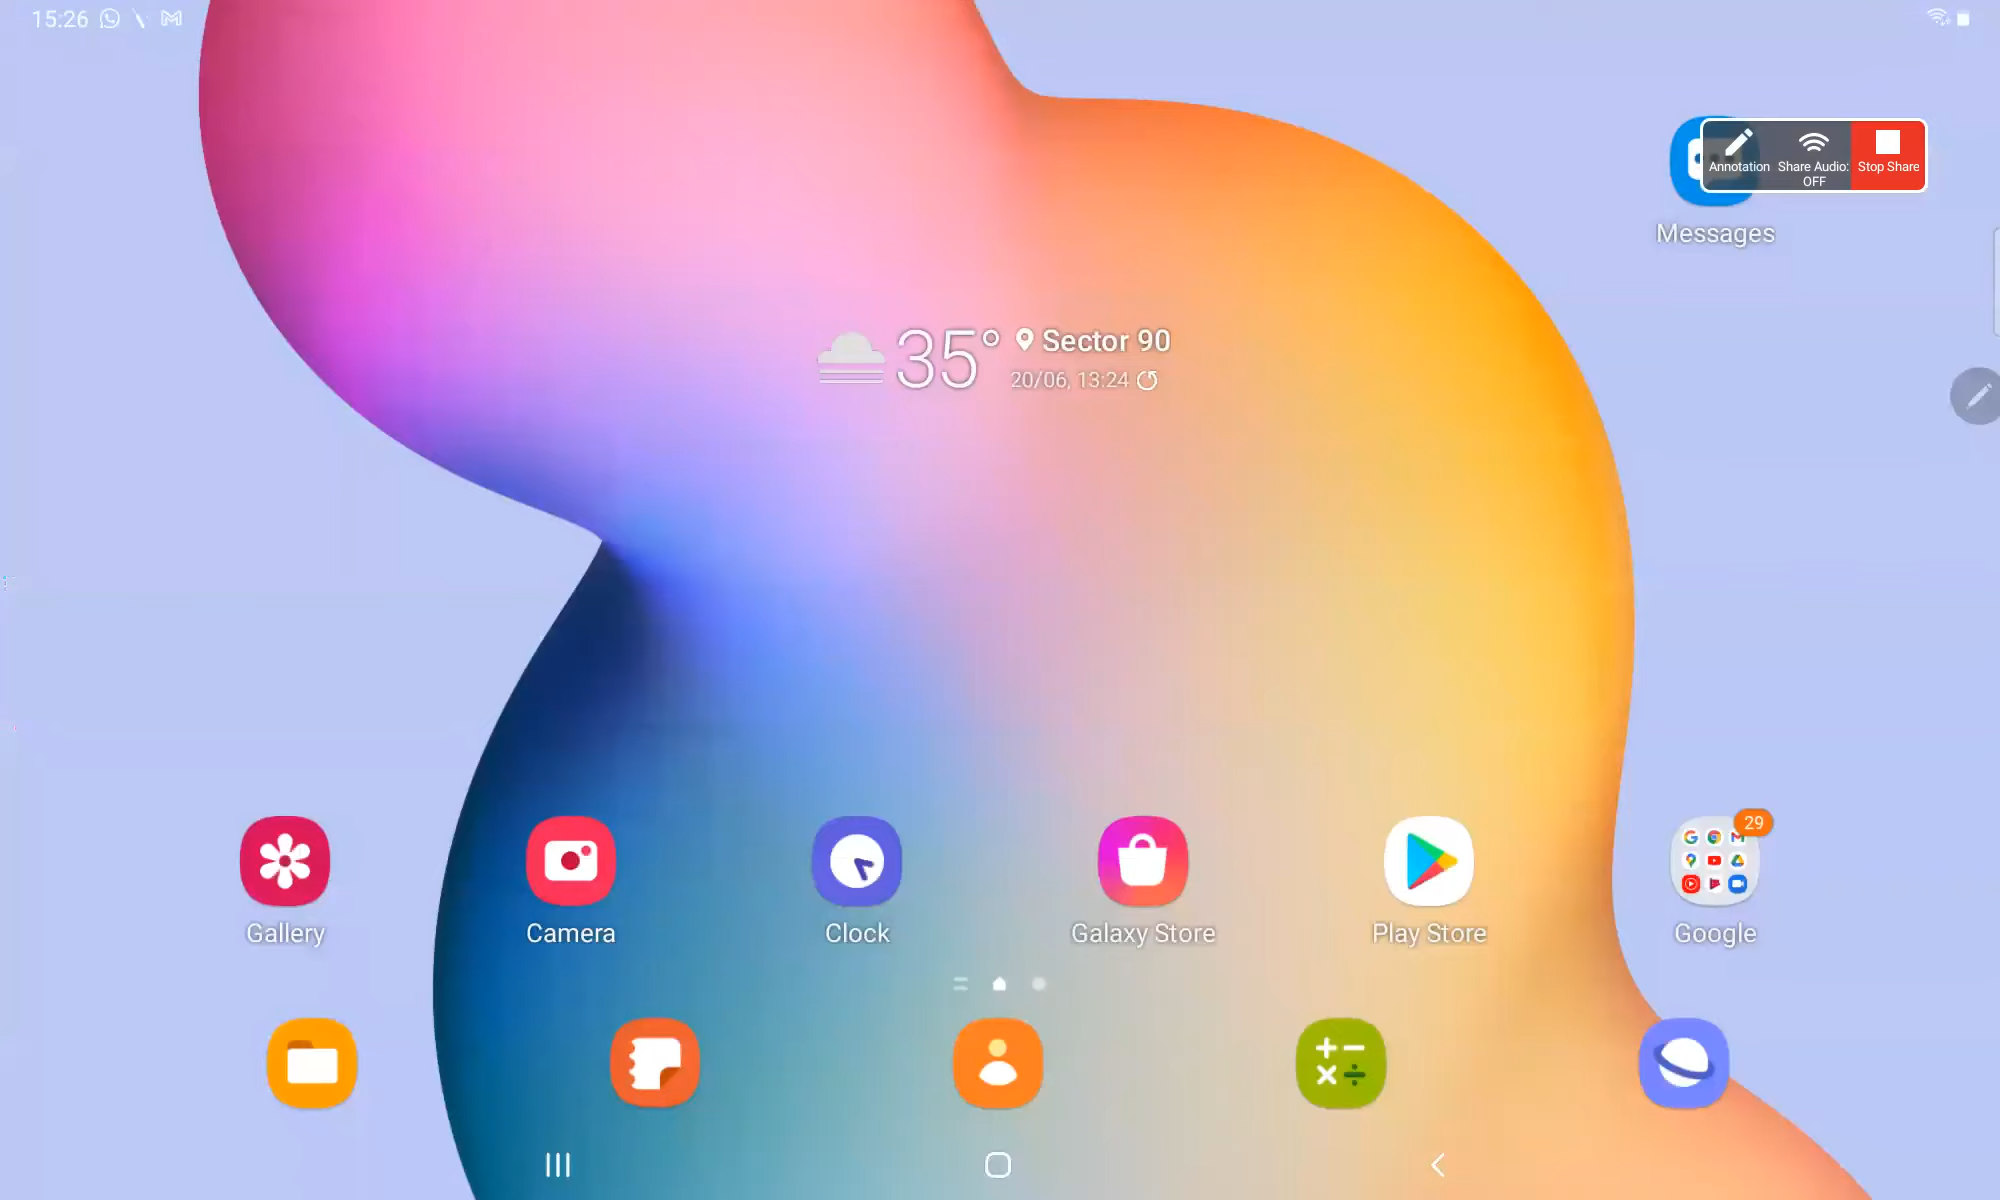 15:26
Annotation
Share Audio:
OFF
Stop Share
Messages
35°
Sector 90
20/06, 13:24
29
Gallery
Camera
Clock
Galaxy Store
Play Store
Google